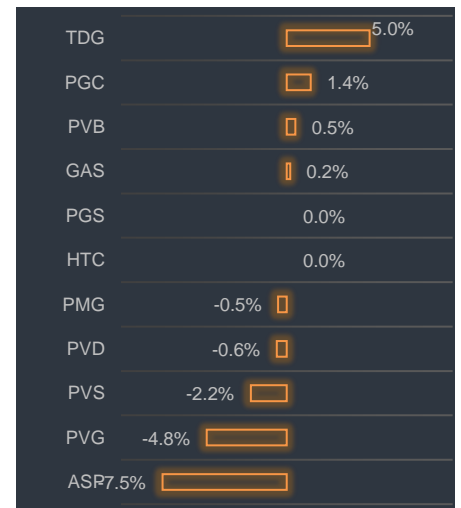 TDG 5.0%
PGC 1.4%
PVB 0.5%
GAS 0.2%
PGS 0.0%
HTC 0.0%
PMG -0.5%
PVD -0.6%
PVS -2.2%
PVG -4.8%
ASP -7.5%